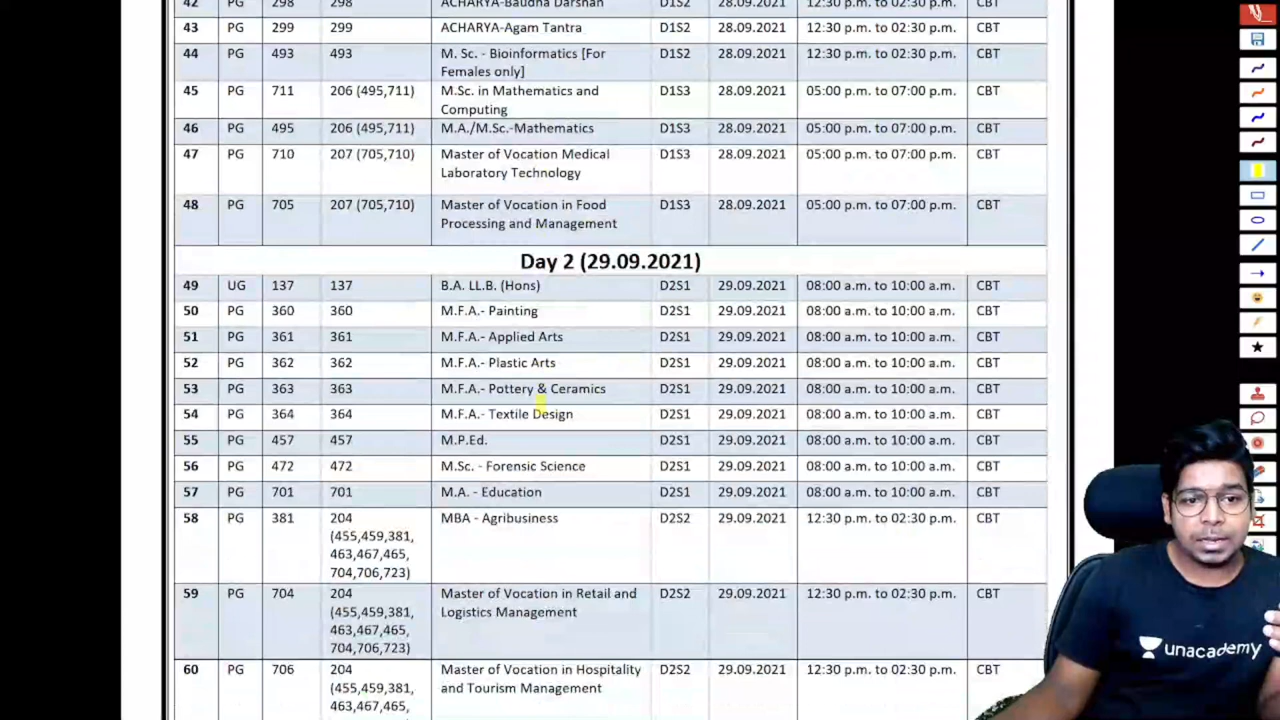 42 PG 298 298 ACHARYA-Baudha Darshan D1S2 28.09.2021 12:30 p.m. to 02:30 p.m. CBT
43 PG 299 299 ACHARYA-Agam Tantra D1S2 28.09.2021 12:30 p.m. to 02:30 p.m. CBT
44 PG 493 493 M. Sc. - Bioinformatics [For D1S2 28.09.2021 12:30 p.m. to 02:30 p.m. CBT
Females only]
45 PG 711 206 (495,711) M.Sc. in Mathematics and D1S3 28.09.2021 05:00 p.m. to 07:00 p.m. CBT
Computing
46 PG 495 206 (495,711) M.A./M.Sc.-Mathematics D1S3 28.09.2021 05:00 p.m. to 07:00 p.m. CBT
47 PG 710 207 (705,710) Master of Vocation Medical D1S3 28.09.2021 05:00 p.m. to 07:00 p.m. CBT
Laboratory Technology
48 PG 705 207 (705,710) Master of Vocation in Food D1S3 28.09.2021 05:00 p.m. to 07:00 p.m. CBT
Processing and Management
Day 2 (29.09.2021)
49 UG 137 137 B.A. LL.B. (Hons) D2S1 29.09.2021 08:00 a.m. to 10:00 a.m. CBT
50 PG 360 360 M.F.A.- Painting D2S1 29.09.2021 08:00 a.m. to 10:00 a.m. CBT
51 PG 361 361 M.F.A.- Applied Arts D2S1 29.09.2021 08:00 a.m. to 10:00 a.m. CBT
52 PG 362 362 M.F.A.- Plastic Arts D2S1 29.09.2021 08:00 a.m. to 10:00 a.m. CBT
53 PG 363 363 M.F.A.- Pottery & Ceramics D2S1 29.09.2021 08:00 a.m. to 10:00 a.m. CBT
54 PG 364 364 M.F.A.- Textile Design D2S1 29.09.2021 08:00 a.m. to 10:00 a.m. CBT
55 PG 457 457 M.P.Ed. D2S1 29.09.2021 08:00 a.m. to 10:00 a.m. CBT
56 PG 472 472 M.Sc. - Forensic Science D2S1 29.09.2021 08:00 a.m. to 10:00 a.m. CBT
57 PG 701 701 M.A. - Education D2S1 29.09.2021 08:00 a.m. to 10:00 a.m. CBT
58 PG 381 204 MBA - Agribusiness D2S2 29.09.2021 12:30 p.m. to 02:30 p.m. CBT
(455,459,381,
463,467,465,
704,706,723)
59 PG 704 204 Master of Vocation in Retail and D2S2 29.09.2021 12:30 p.m. to 02:30 p.m. CBT
(455,459,381, Logistics Management
463,467,465,
704,706,723)
60 PG 706 204 Master of Vocation in Hospitality D2S2 29.09.2021 12:30 p.m. to 02:30 p.m. CBT
(455,459,381, and Tourism Management
463,467,465,
unacademy